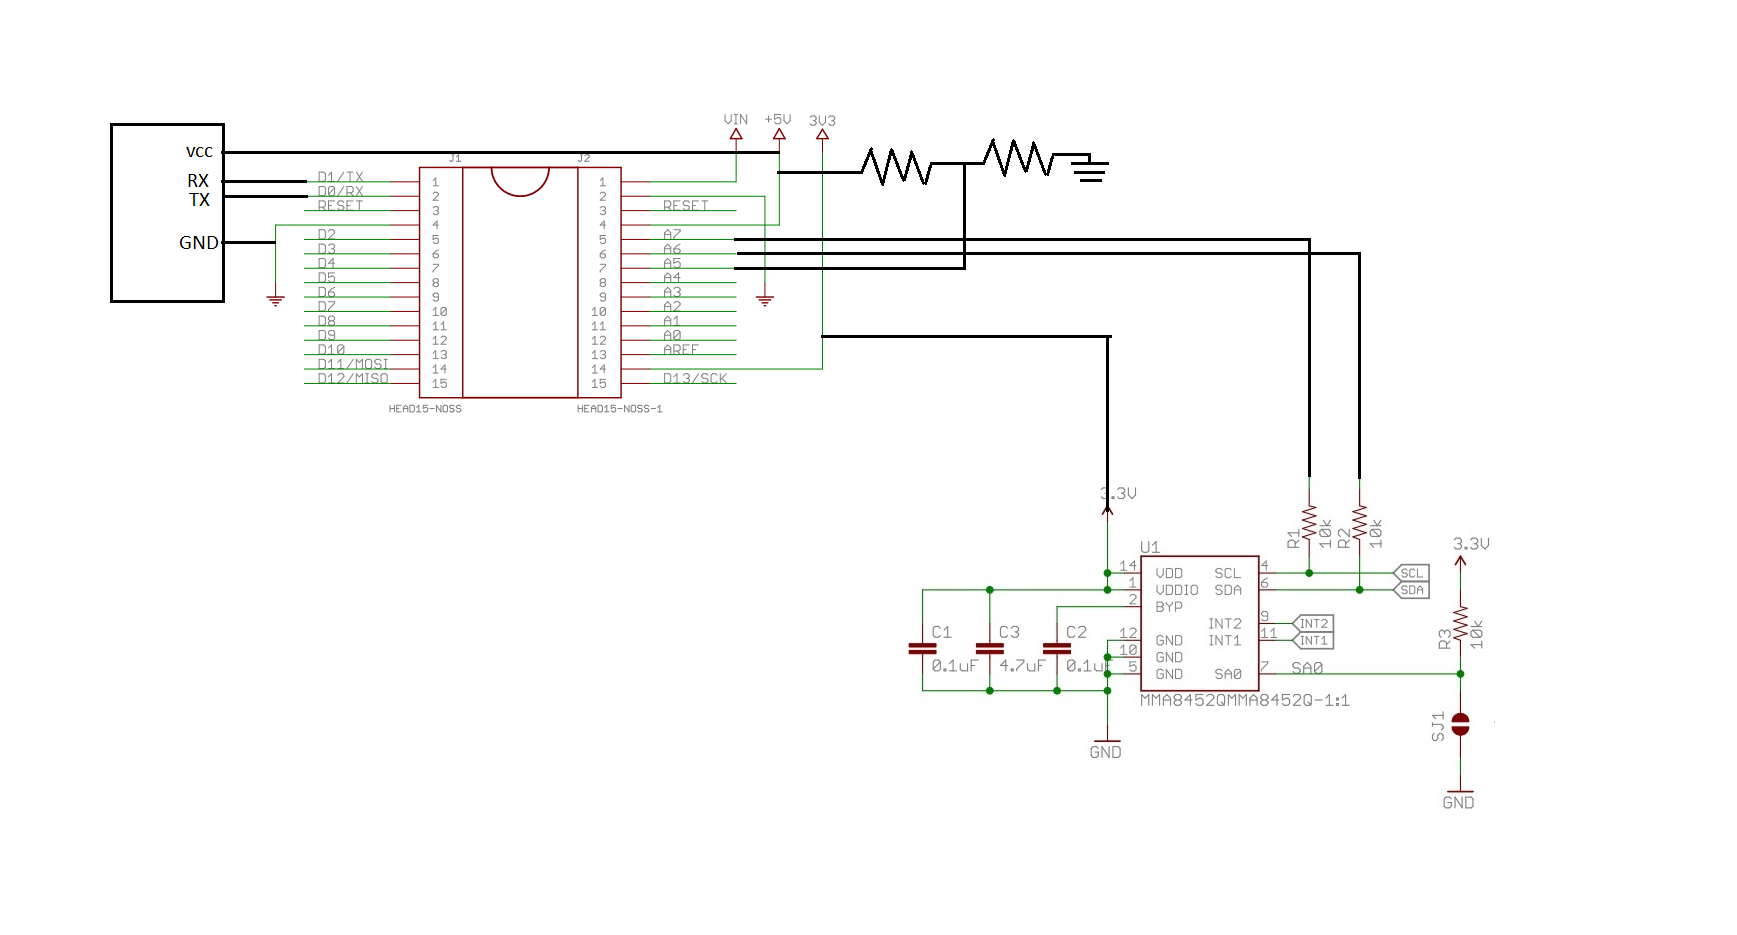 VIN +5V 3V3
VCC
J1 J2
RX D1/TX 1 1
TX D0/RX 2 2
RESET 3 3 RESET
4 4
GND D2 5 5 A7
D3 6 6 A6
D4 7 7 A5
D5 8 8 A4
D6 9 9 A3
D7 10 10 A2
D8 11 11 A1
D9 12 12 A0
D10 13 13 AREF
D11/MOSI 14 14
D12/MISO 15 15 D13/SCK
HEAD15-NOSS HEAD15-NOSS-1
3.3V
R1 10k R2 10k
3.3V
U1
14 VDD SCL 4 SCL
1 VDDIO SDA 6 SDA
2 BYP
INT2 9 INT2
C1 C3 C2 12 GND INT1 11 INT1
R3 10k
10 GND
0.1uF 4.7uF 0.1uF 5 GND SA0 7 SA0
MMA8452QMMA8452Q-1:1
SJ1
GND
GND